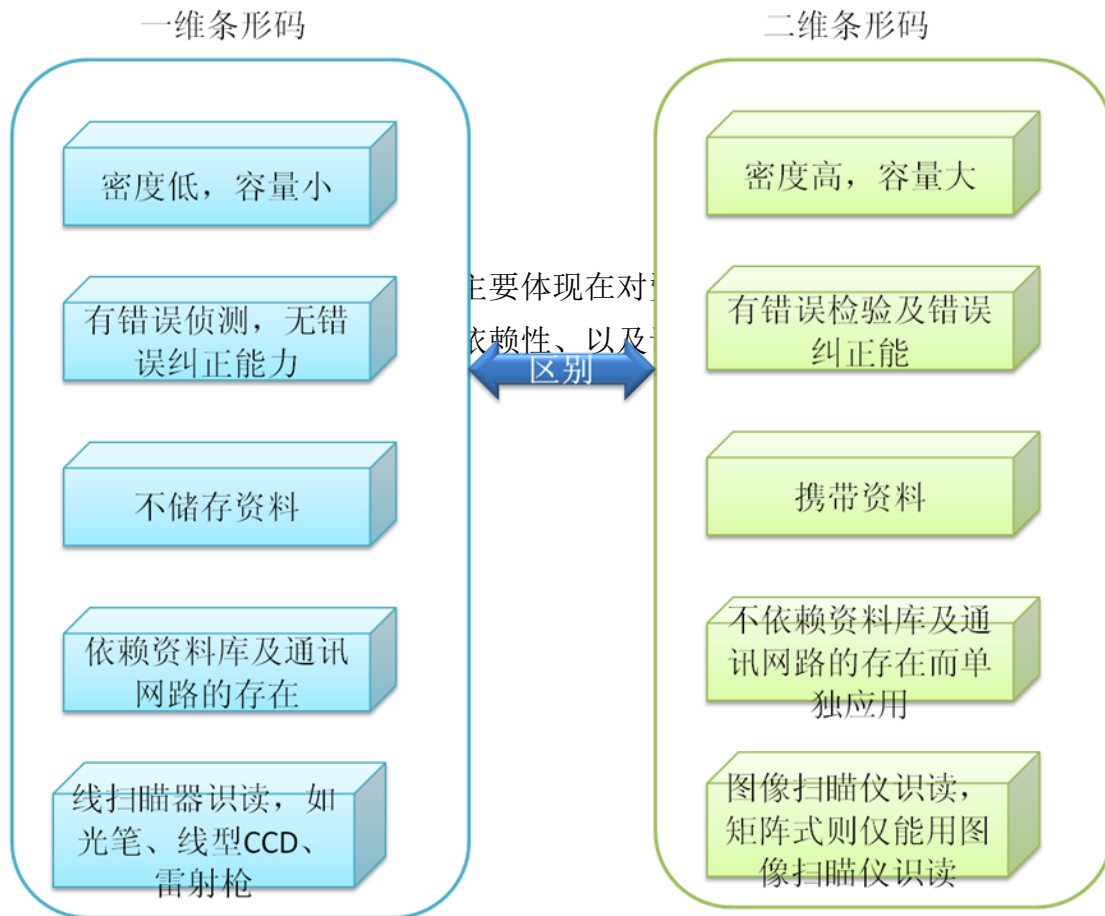 一维条形码
密度低，容量小
有错误侦测，无错
误纠正能力
不储存资料
依赖资料库及通讯
网路的存在
线扫瞄器识读，如
光笔、线型CCD、
雷射枪
主要体现在对
依赖性、以及
区别
二维条形码
密度高，容量大
有错误检验及错误
纠正能
携带资料
不依赖资料库及通
讯网路的存在而单
独应用
图像扫瞄仪识读，
矩阵式则仅能用图
像扫瞄仪识读